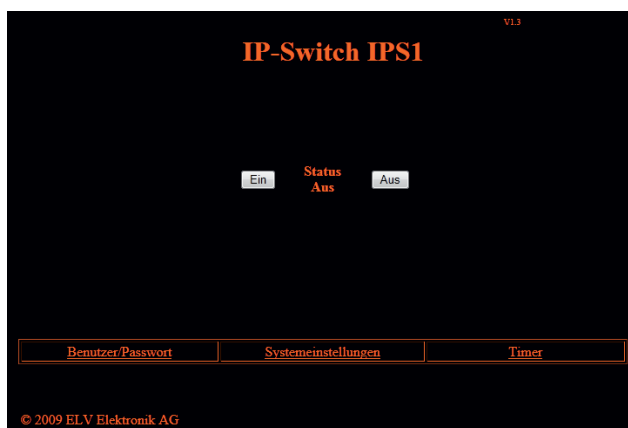 V1.3
IP-Switch IPS1
Ein
Status
Aus
Aus
Benutzer/Passwort Systemeinstellungen Timer
© 2009 ELV Elektronik AG